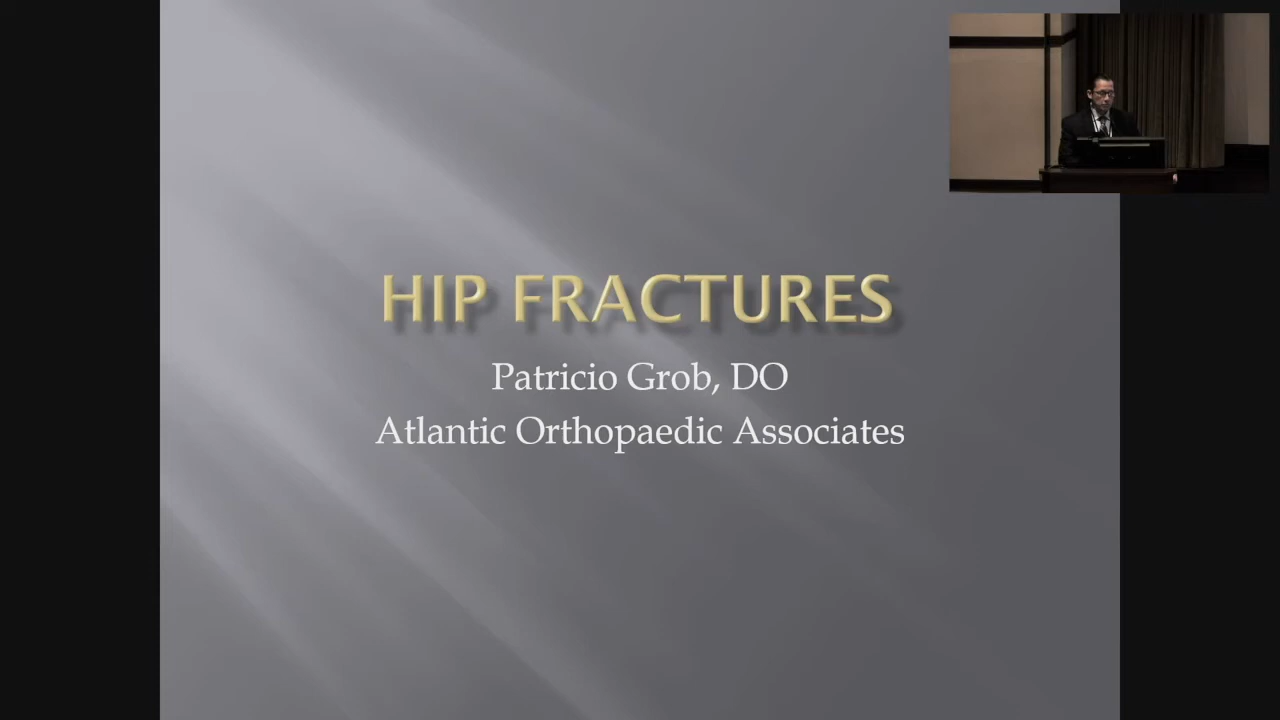 HIP FRACTURES
Patricio Grob, DO
Atlantic Orthopaedic Associates